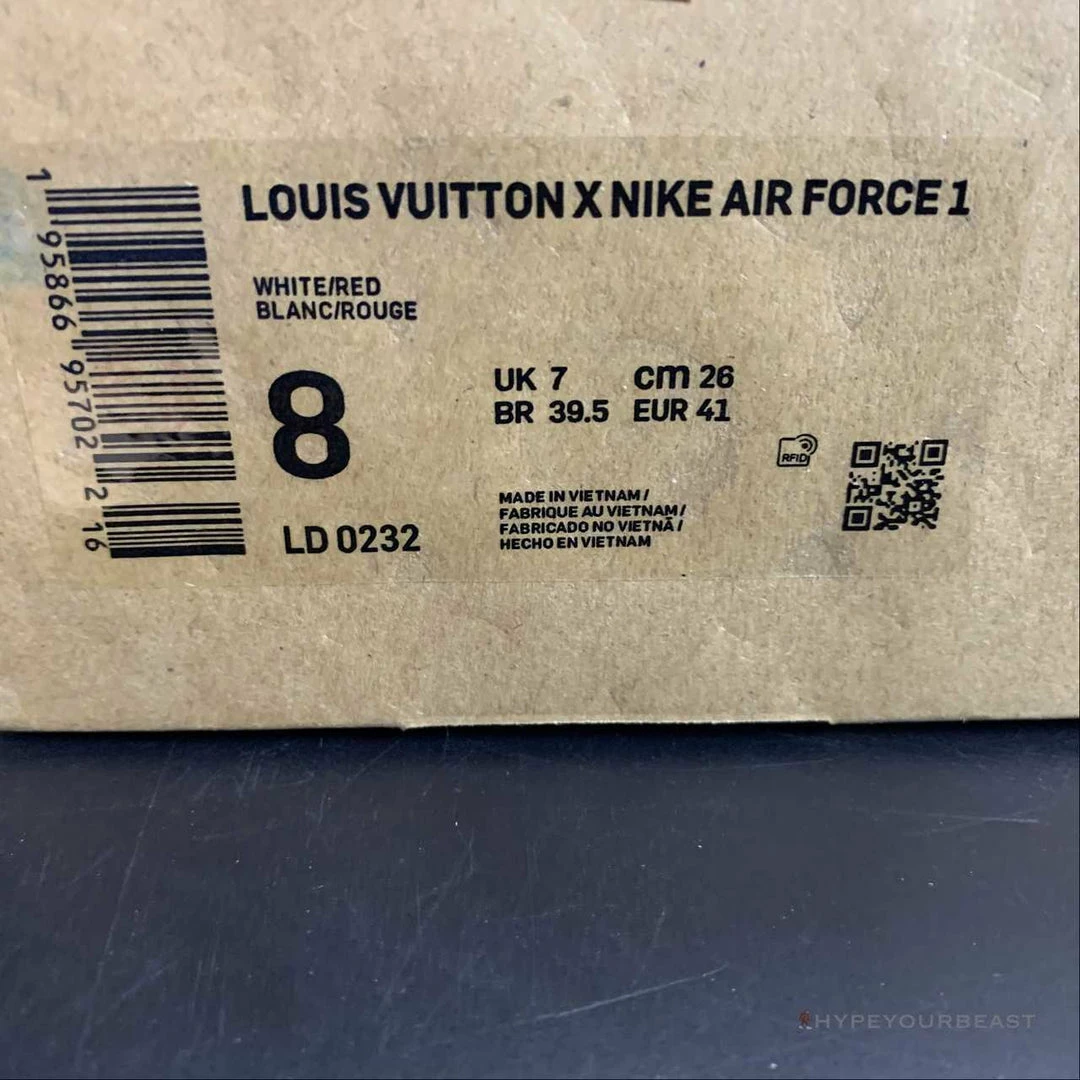 LOUIS VUITTON X NIKE AIR FORCE 1
WHITE/RED
BLANC/ROUGE
8
UK 7 cm 26
BR 39.5 EUR 41
RFID
LD 0232
MADE IN VIETNAM /
FABRIQUE AU VIETNAM /
FABRICADO NO VIETNÃ /
HECHO EN VIETNAM
1 95866 95702 2 16
HYPEYOURBEAST